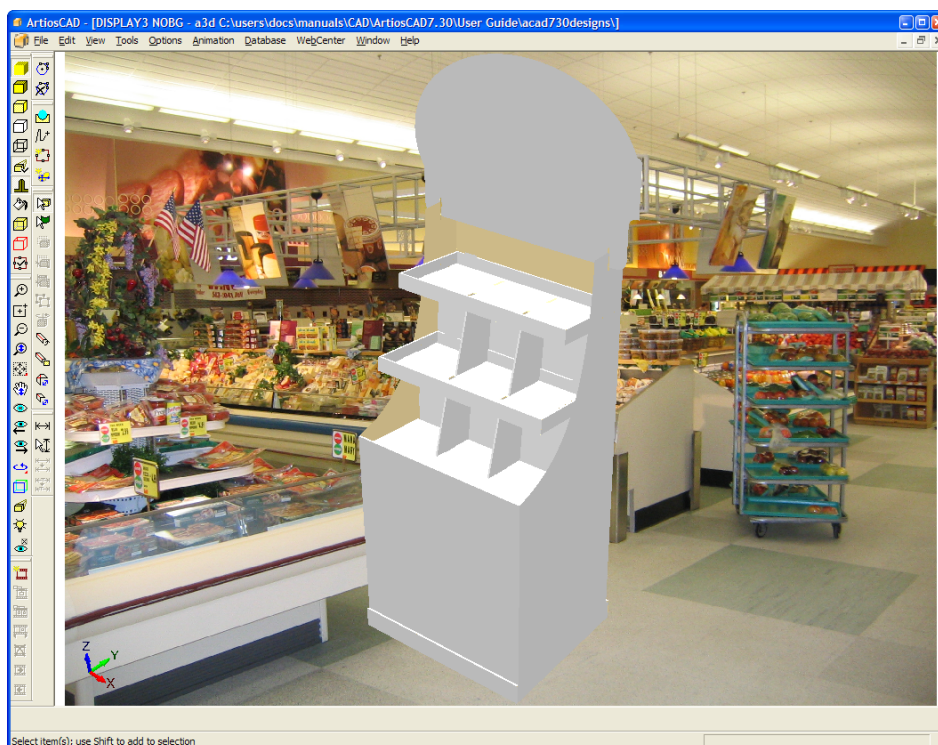 ArtiosCAD - [DISPLAY3 NOBG - a3d C:\users\docs\manuals\CAD\ArtiosCAD7.30\User Guide\acad730designs\]
File Edit View Tools Options Animation Database WebCenter Window Help
Z
Y
X
Select item(s); use Shift to add to selection